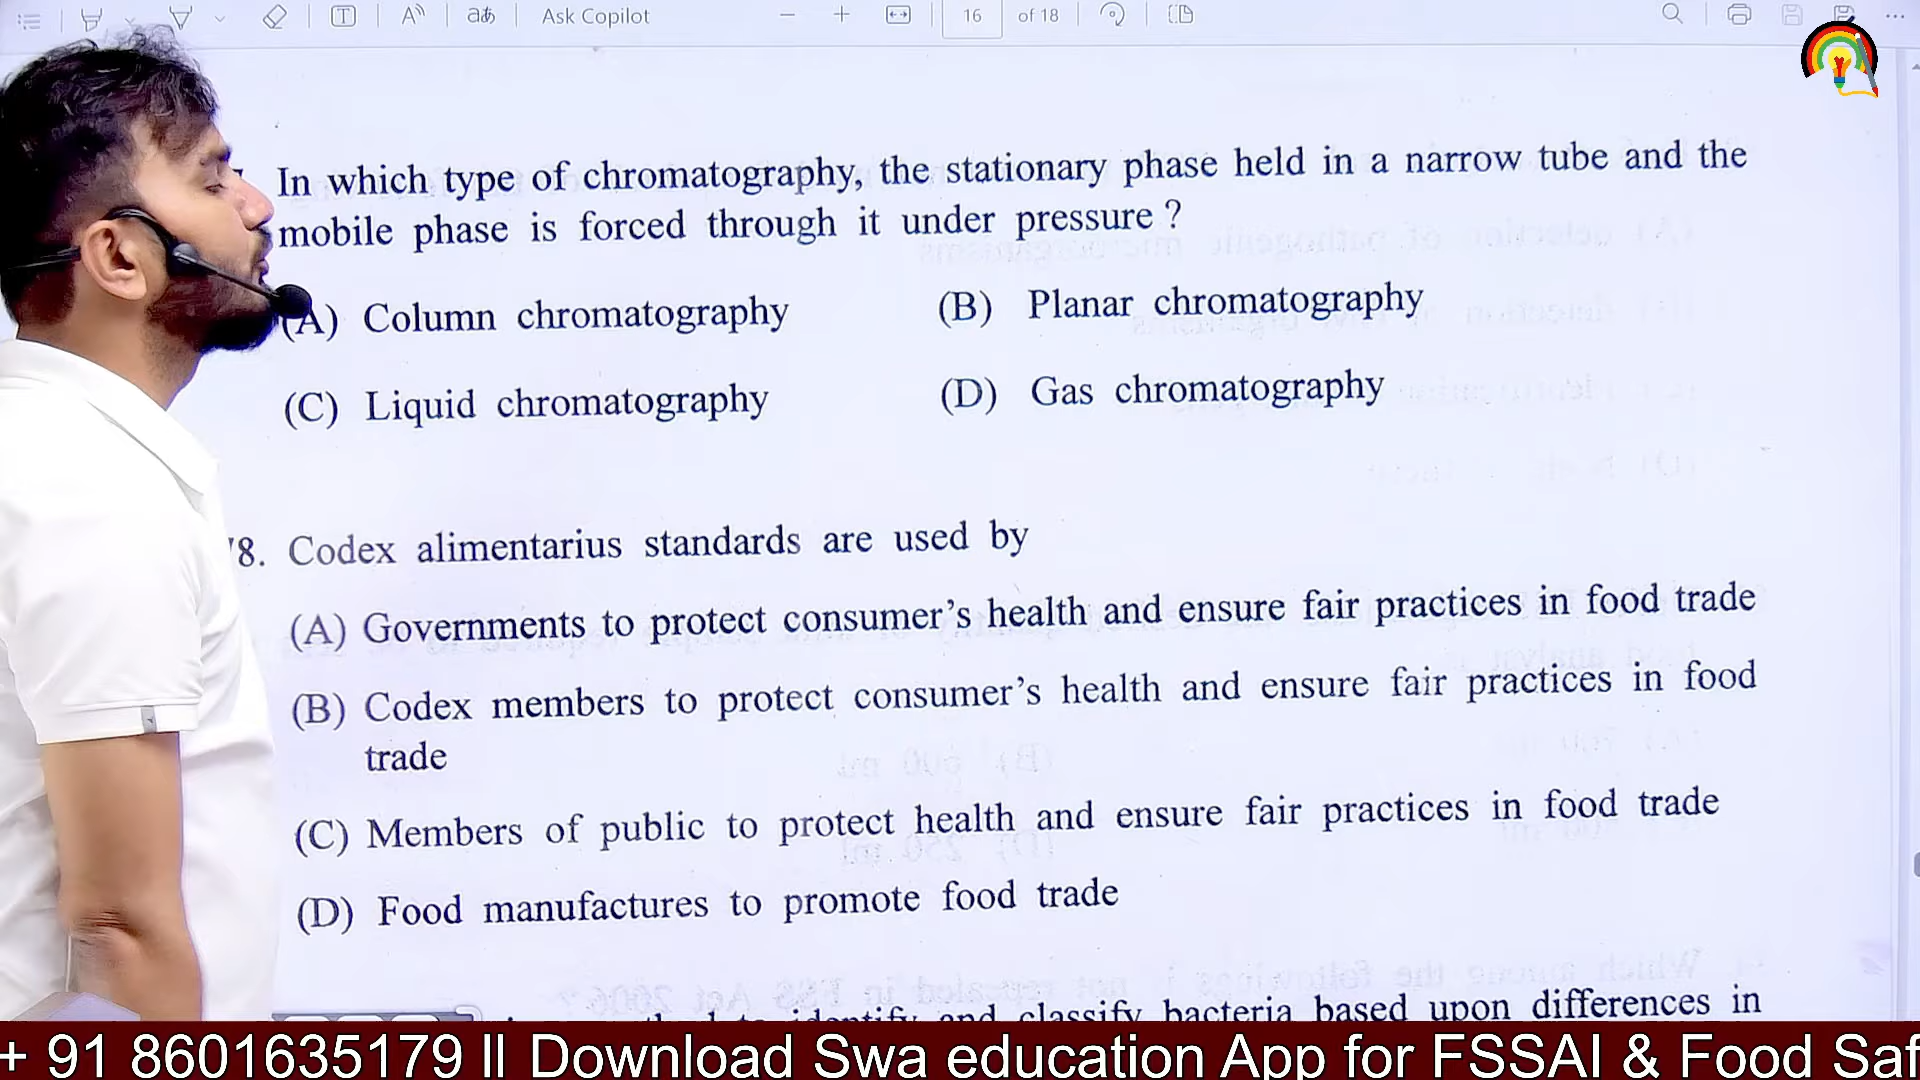 Ask Copilot
16 of 18
In which type of chromatography, the stationary phase held in a narrow tube and the
mobile phase is forced through it under pressure ?
(A) Column chromatography (B) Planar chromatography
(C) Liquid chromatography (D) Gas chromatography
8. Codex alimentarius standards are used by
(A) Governments to protect consumer's health and ensure fair practices in food trade
(B) Codex members to protect consumer's health and ensure fair practices in food
trade
(C) Members of public to protect health and ensure fair practices in food trade
(D) Food manufactures to promote food trade
identify and classify bacteria based upon differences in
+ 91 8601635179 ll Download Swa education App for FSSAI & Food Saf